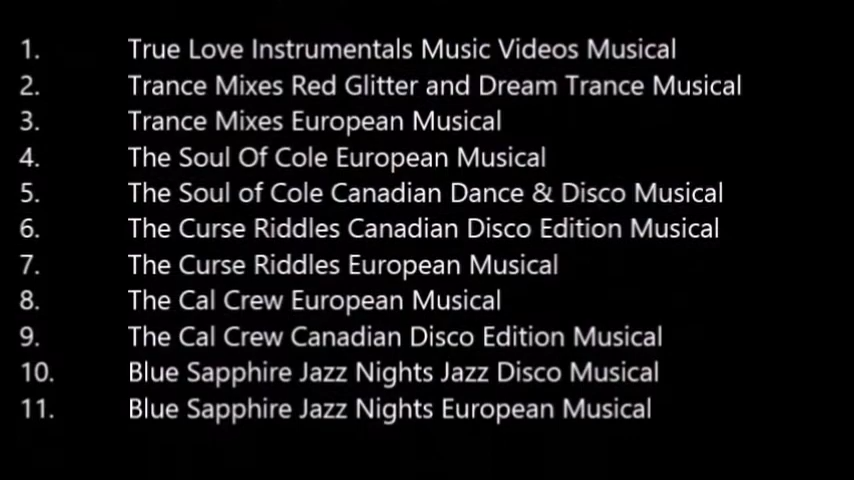 1. True Love Instrumentals Music Videos Musical
2. Trance Mixes Red Glitter and Dream Trance Musical
3. Trance Mixes European Musical
4. The Soul Of Cole European Musical
5. The Soul of Cole Canadian Dance & Disco Musical
6. The Curse Riddles Canadian Disco Edition Musical
7. The Curse Riddles European Musical
8. The Cal Crew European Musical
9. The Cal Crew Canadian Disco Edition Musical
10. Blue Sapphire Jazz Nights Jazz Disco Musical
11. Blue Sapphire Jazz Nights European Musical